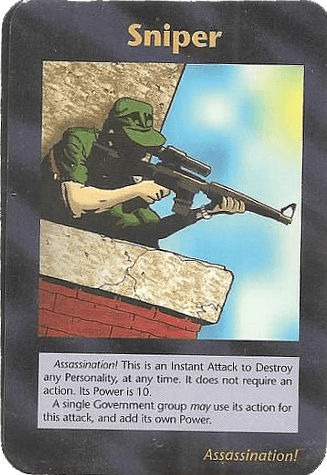 Sniper
Assassination! This is an Instant Attack to Destroy
any Personality, at any time. It does not require an
action. Its Power is 10.
A single Government group may use its action for
this attack, and add its own Power.
Assassination!